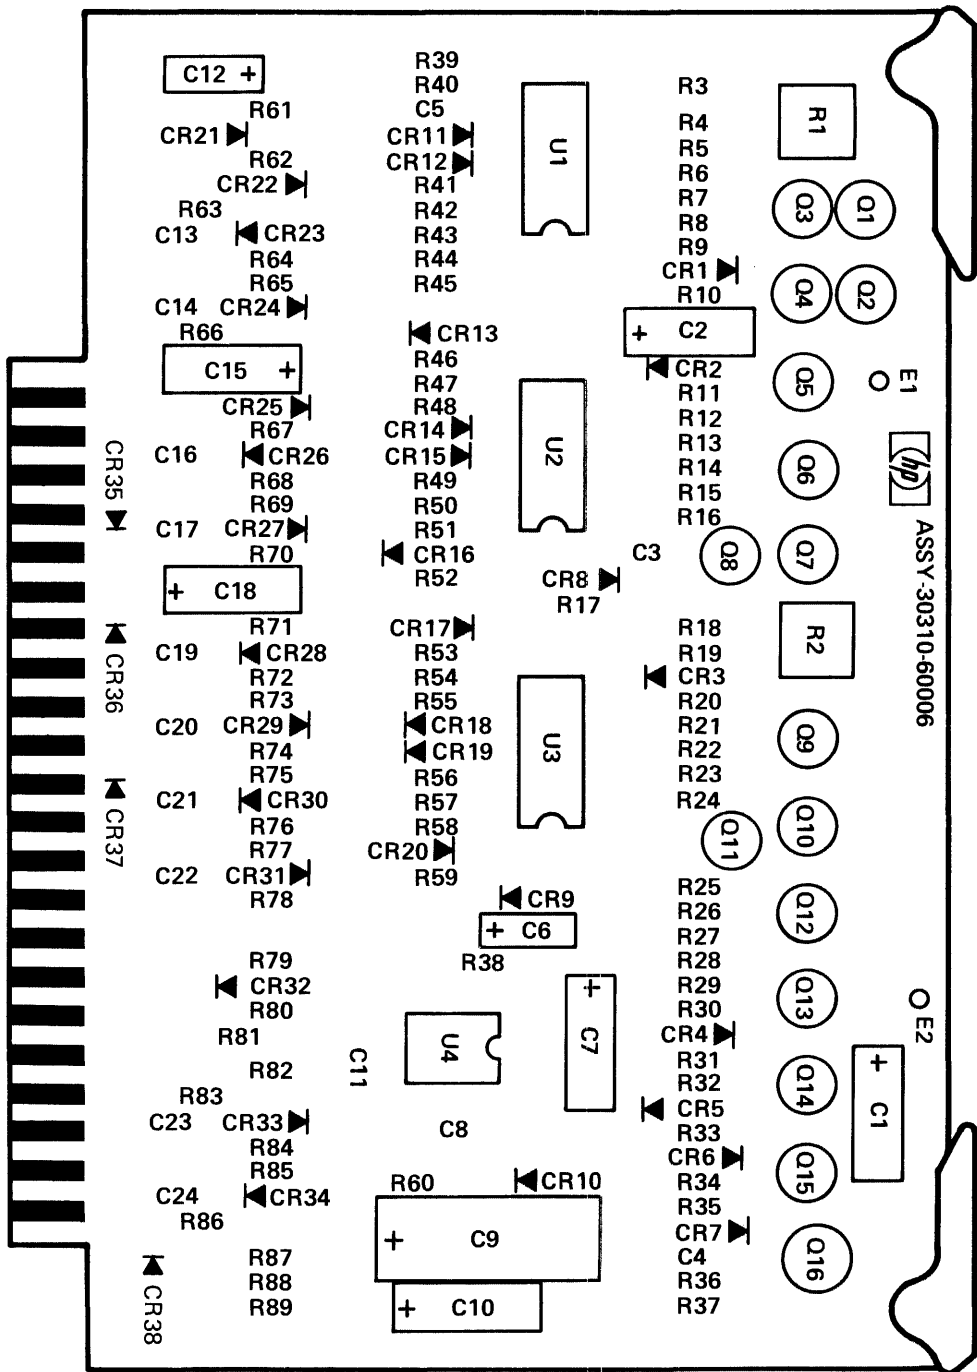 C12 +
R61
CR21
R62
CR22
R63
C13 CR23
R64
R65
C14 CR24
R66
C15 +
CR25
R67
C16 CR26
R68
R69
C17 CR27
R70
+ C18
R71
C19 CR28
R72
R73
C20 CR29
R74
R75
C21 CR30
R76
R77
C22 CR31
R78
R79
CR32
R80
R81
R82
R83
C23 CR33
R84
R85
C24 CR34
R86
R87
R88
R89
CR35
CR36
CR37
CR38
R39
R40
C5
CR11
CR12
R41
R42
R43
R44
R45
CR13
R46
R47
R48
CR14
CR15
R49
R50
R51
CR16
R52
CR17
R53
R54
R55
CR18
CR19
R56
R57
R58
CR20
R59
CR9
+ C6
R38
U4
C11
C8
R60 CR10
+ C9
+ C10
U1
U2
C3
CR8
R17
U3
+ C7
R3
R4
R5
R6
R7
R8
R9
CR1
R10
+ C2
CR2
R11
R12
R13
R14
R15
R16
R18
R19
CR3
R20
R21
R22
R23
R24
R25
R26
R27
R28
R29
R30
CR4
R31
R32
CR5
R33
CR6
R34
R35
CR7
C4
R36
R37
R1
Q3 Q1
Q4 Q2
Q5
Q6
Q8 Q7
R2
Q9
Q10
Q11
Q12
Q13
Q14
Q15
Q16
E1
hp
ASSY-30310-60006
E2
+ C1